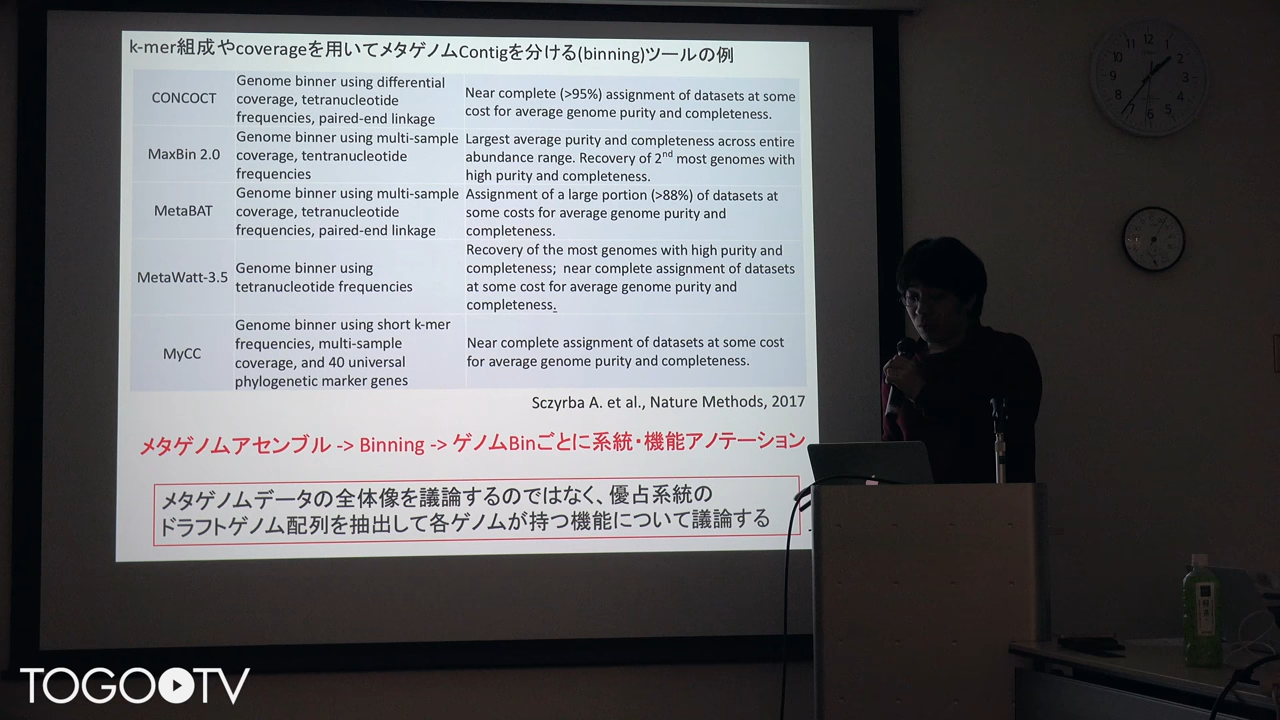 k-mer組成やcoverageを用いてメタゲノムContigを分ける(binning)ツールの例
CONCOCT
Genome binner using differential
coverage, tetranucleotide
frequencies, paired-end linkage
Near complete (>95%) assignment of datasets at some
cost for average genome purity and completeness.
MaxBin 2.0
Genome binner using multi-sample
coverage, tentranucleotide
frequencies
Largest average purity and completeness across entire
abundance range. Recovery of 2nd most genomes with
high purity and completeness.
MetaBAT
Genome binner using multi-sample
coverage, tetranucleotide
frequencies, paired-end linkage
Assignment of a large portion (>88%) of datasets at
some costs for average genome purity and
completeness.
MetaWatt-3.5
Genome binner using
tetranucleotide frequencies
Recovery of the most genomes with high purity and
completeness; near complete assignment of datasets
at some cost for average genome purity and
completeness.
MyCC
Genome binner using short k-mer
frequencies, multi-sample
coverage, and 40 universal
phylogenetic marker genes
Near complete assignment of datasets at some cost
for average genome purity and completeness.
Sczyrba A. et al., Nature Methods, 2017
メタゲノムアセンブル -> Binning -> ゲノムBinごとに系統・機能アノテーション
メタゲノムデータの全体像を議論するのではなく、優占系統の
ドラフトゲノム配列を抽出して各ゲノムが持つ機能について議論する
TOGO TV